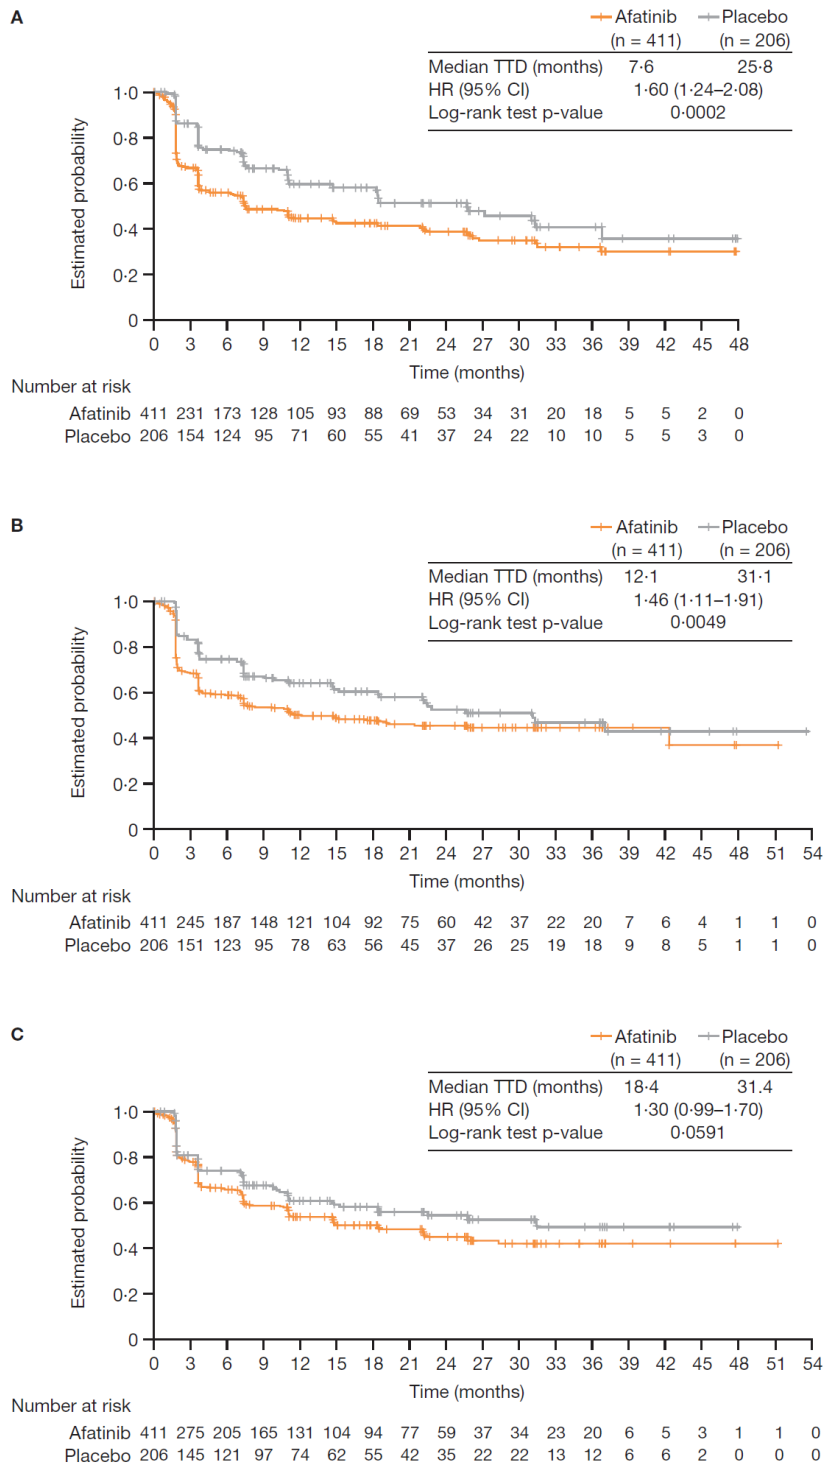 A
Afatinib Placebo
(n = 411) (n = 206)
Median TTD (months) 7·6 25·8
HR (95% CI) 1·60 (1·24–2·08)
Log-rank test p-value 0·0002
Estimated probability
1·0
0·8
0·6
0·4
0·2
0
0 3 6 9 12 15 18 21 24 27 30 33 36 39 42 45 48
Time (months)
Number at risk
Afatinib 411 231 173 128 105 93 88 69 53 34 31 20 18 5 5 2 0
Placebo 206 154 124 95 71 60 55 41 37 24 22 10 10 5 5 3 0
B
Afatinib Placebo
(n = 411) (n = 206)
Median TTD (months) 12·1 31·1
HR (95% CI) 1·46 (1·11–1·91)
Log-rank test p-value 0·0049
Estimated probability
1·0
0·8
0·6
0·4
0·2
0
0 3 6 9 12 15 18 21 24 27 30 33 36 39 42 45 48 51 54
Time (months)
Number at risk
Afatinib 411 245 187 148 121 104 92 75 60 42 37 22 20 7 6 4 1 1 0
Placebo 206 151 123 95 78 63 56 45 37 26 25 19 18 9 8 5 1 1 0
C
Afatinib Placebo
(n = 411) (n = 206)
Median TTD (months) 18·4 31.4
HR (95% CI) 1·30 (0·99–1·70)
Log-rank test p-value 0·0591
Estimated probability
1·0
0·8
0·6
0·4
0·2
0
0 3 6 9 12 15 18 21 24 27 30 33 36 39 42 45 48 51 54
Time (months)
Number at risk
Afatinib 411 275 205 165 131 104 94 77 59 37 34 23 20 6 5 3 1 1 0
Placebo 206 145 121 97 74 62 55 42 35 22 22 13 12 6 6 2 0 0 0